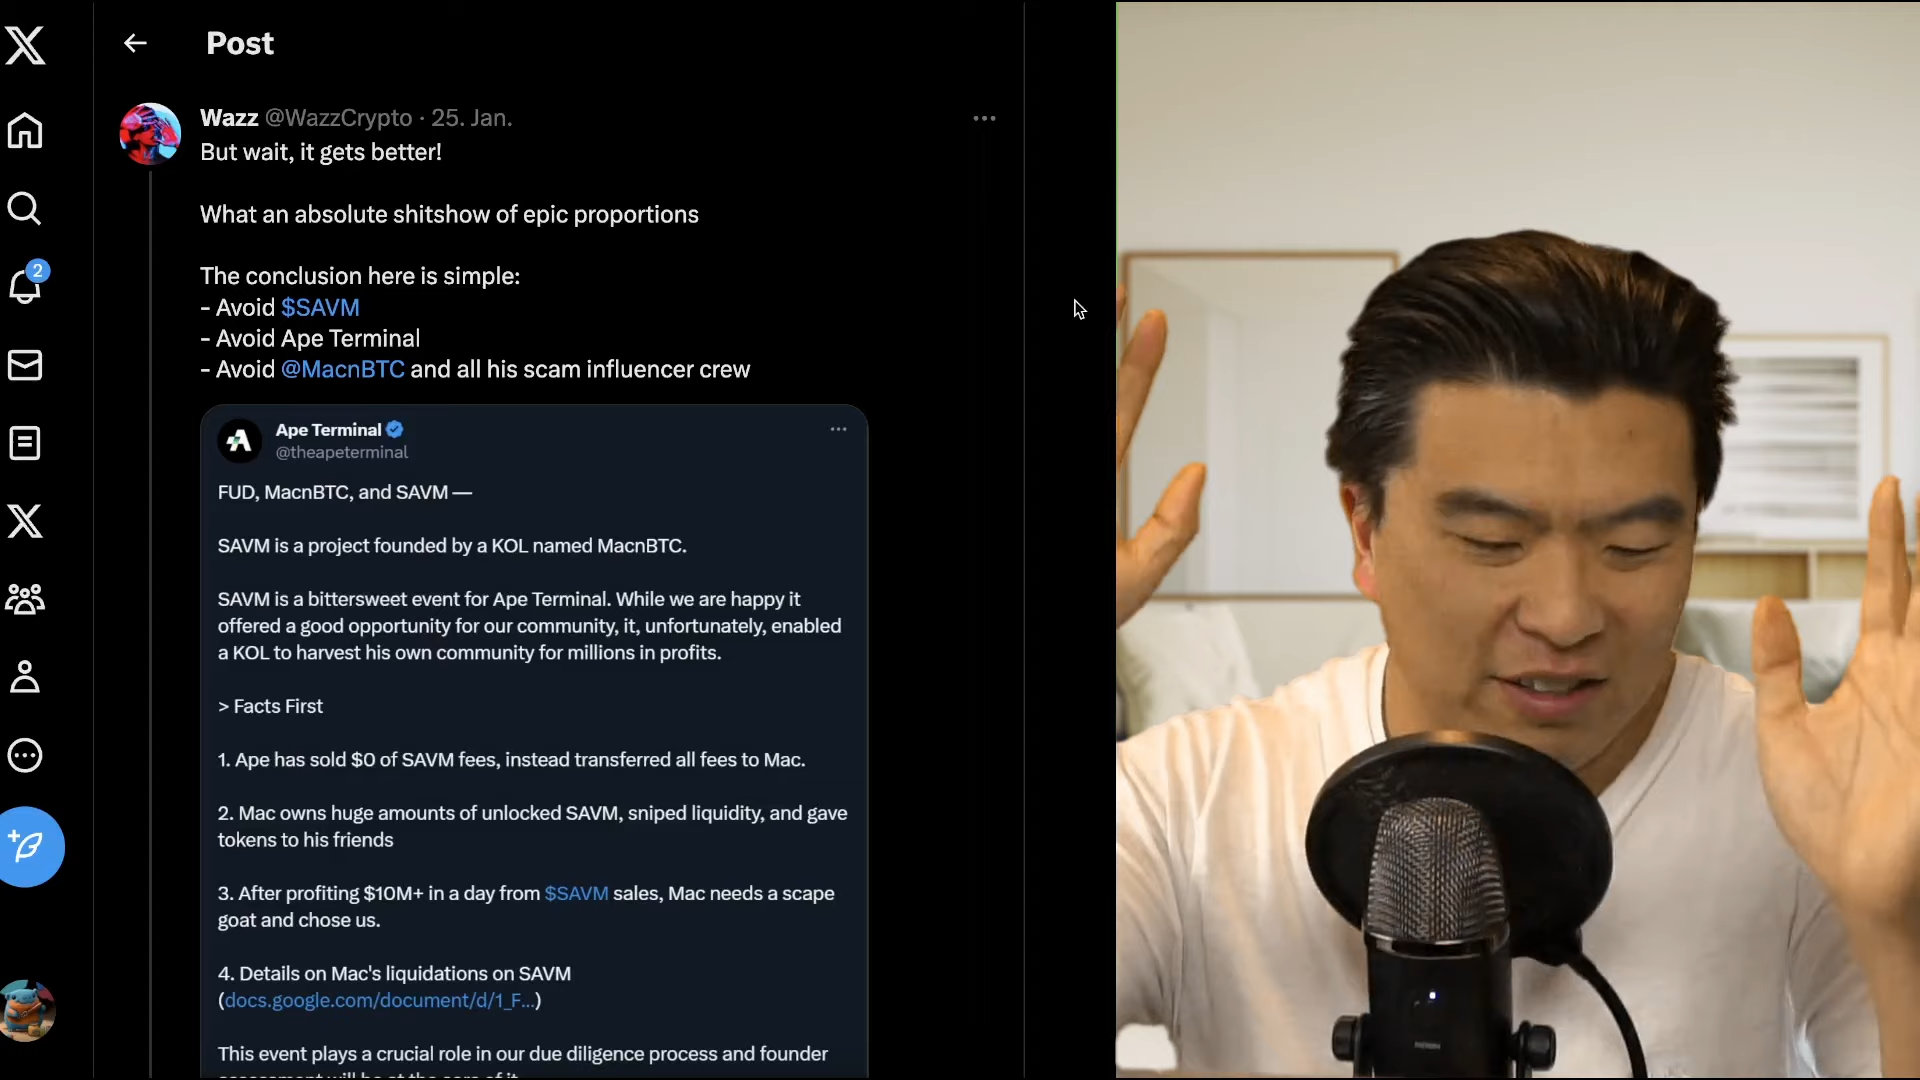 Post
Wazz @WazzCrypto · 25. Jan.
But wait, it gets better!
What an absolute shitshow of epic proportions
The conclusion here is simple:
- Avoid $SAVM
- Avoid Ape Terminal
- Avoid @MacnBTC and all his scam influencer crew
2
Ape Terminal
@theapeterminal
FUD, MacnBTC, and SAVM —
SAVM is a project founded by a KOL named MacnBTC.
SAVM is a bittersweet event for Ape Terminal. While we are happy it
offered a good opportunity for our community, it, unfortunately, enabled
a KOL to harvest his own community for millions in profits.
> Facts First
1. Ape has sold $0 of SAVM fees, instead transferred all fees to Mac.
2. Mac owns huge amounts of unlocked SAVM, sniped liquidity, and gave
tokens to his friends
3. After profiting $10M+ in a day from $SAVM sales, Mac needs a scape
goat and chose us.
4. Details on Mac's liquidations on SAVM
(docs.google.com/document/d/1_F...)
This event plays a crucial role in our due diligence process and founder